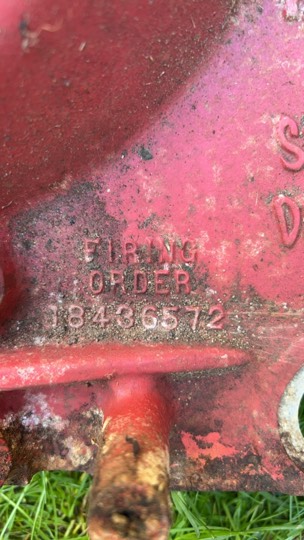 FIRING
ORDER
18436572
S
D